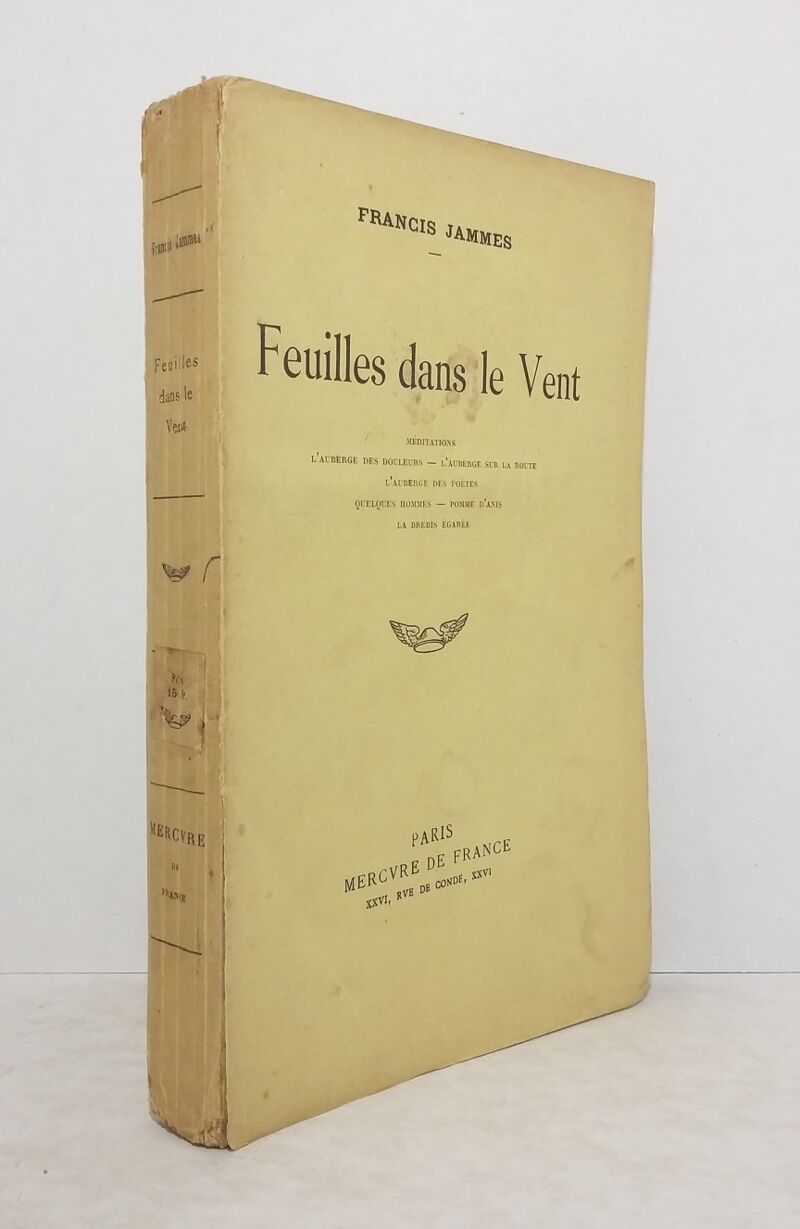 Francis Jammes
Feuilles
dans le
Vent
Prix
15 fr.
MERCVRE
DE
FRANCE
FRANCIS JAMMES
Feuilles dans le Vent
MÉDITATIONS
L'AUBERGE DES DOULEURS — L'AUBERGE SUR LA ROUTE
L'AUBERGE DES POÈTES
QUELQUES HOMMES — POMME D'ANIS
LA BREBIS ÉGARÉE
PARIS
MERCVRE DE FRANCE
XXVI, RVE DE CONDÉ, XXVI